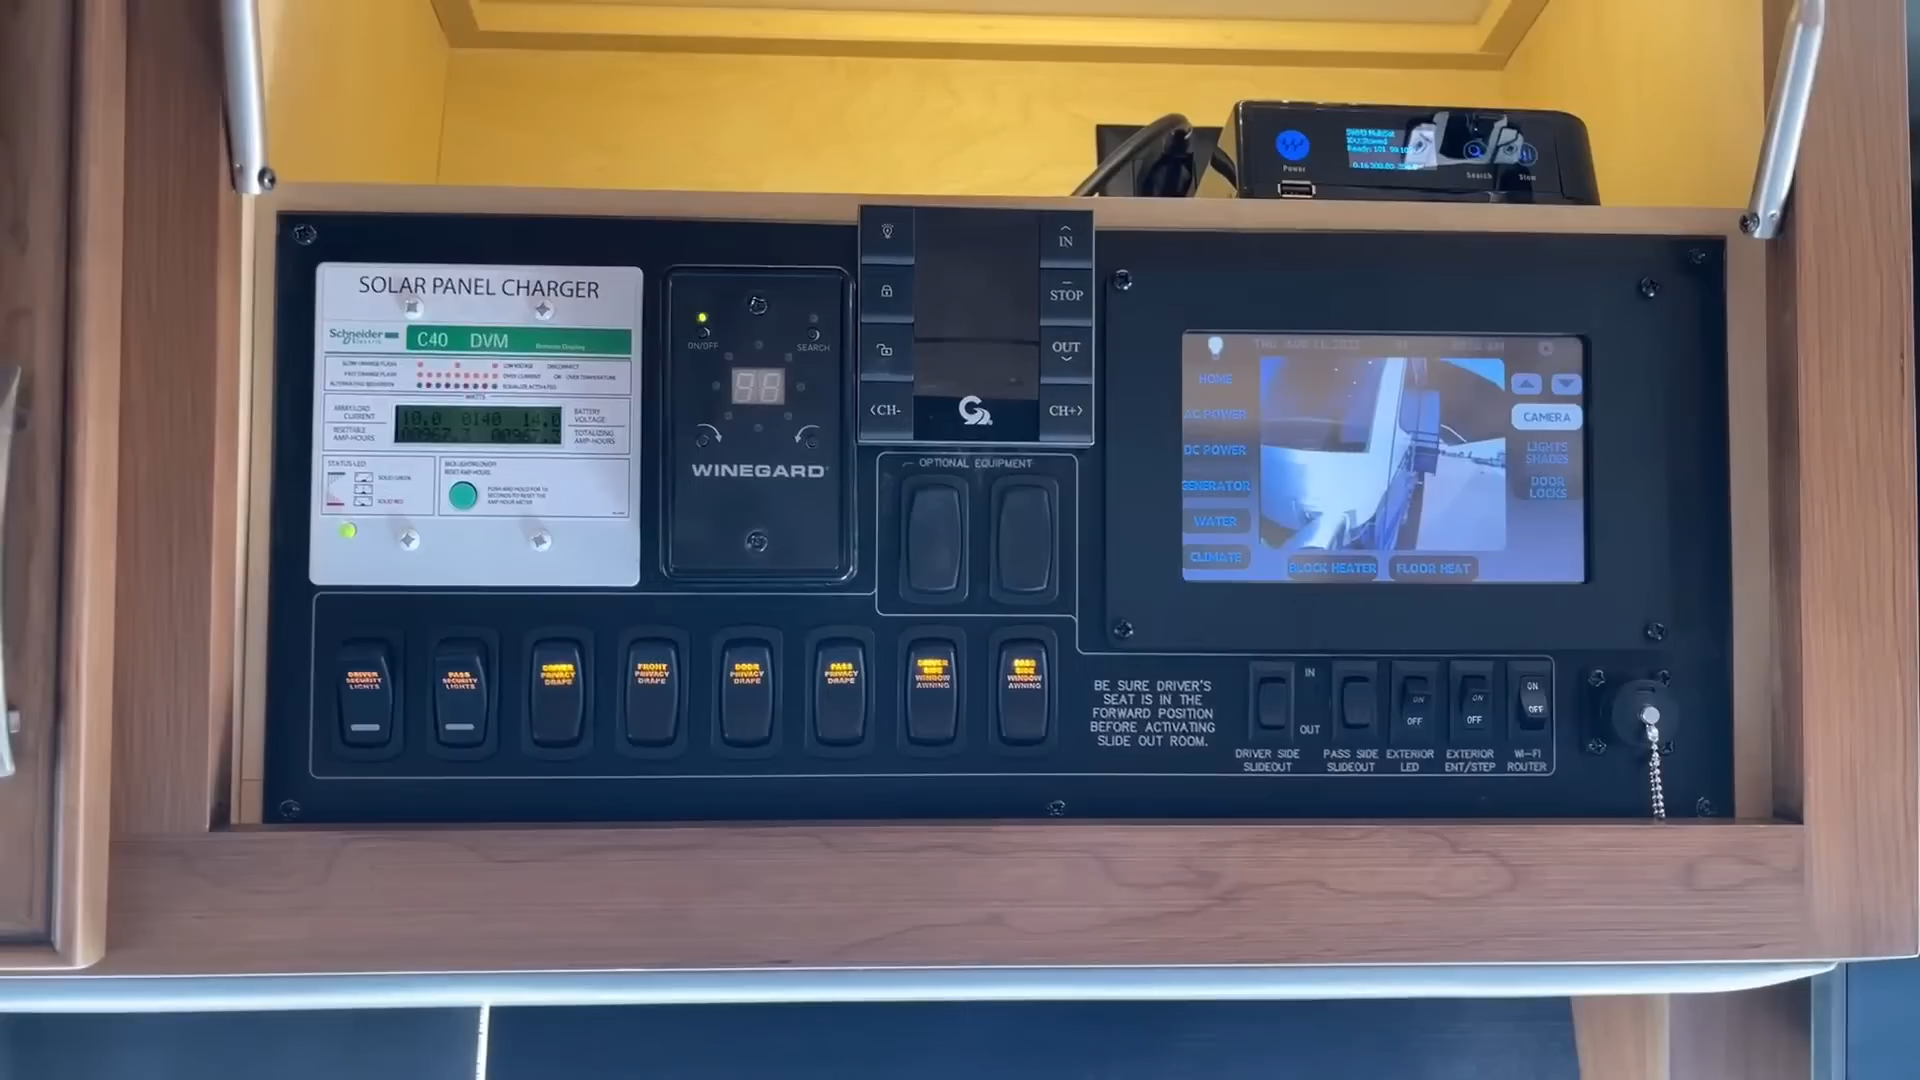 Power
Search
Stow
SOLAR PANEL CHARGER
Schneider
Electric
C40 DVM
Remote Display
SLOW ORANGE FLASH
LOW VOLTAGE DISCONNECT
FAST ORANGE FLASH
OVER CURRENT OR OVER TEMPERATURE
ALTERNATING RED/GREEN
EQUALIZE ACTIVATED
WATTS
ARRAY/LOAD
CURRENT
RESETTABLE
AMP-HOURS
10.0 0140 14.0
BATTERY
VOLTAGE
TOTALIZING
AMP-HOURS
STATUS LED
SOLID GREEN
SOLID RED
BACK LIGHT ON/OFF
RESET AMP-HOURS
PUSH AND HOLD FOR 10
SECONDS TO RESET THE
AMP HOUR METER
ON/OFF
SEARCH
WINEGARD
IN
STOP
OUT
<CH-
CH+>
OPTIONAL EQUIPMENT
HOME
AC POWER
DC POWER
GENERATOR
WATER
CLIMATE
BLOCK HEATER
FLOOR HEAT
CAMERA
LIGHTS
SHADES
DOOR
LOCKS
DRIVER
SECURITY
LIGHTS
PASS
SECURITY
LIGHTS
DRIVER
PRIVACY
DRAPE
FRONT
PRIVACY
DRAPE
DOOR
PRIVACY
DRAPE
PASS
PRIVACY
DRAPE
DRIVER
SIDE
WINDOW
AWNING
PASS
SIDE
WINDOW
AWNING
BE SURE DRIVER'S
SEAT IS IN THE
FORWARD POSITION
BEFORE ACTIVATING
SLIDE OUT ROOM.
IN
OUT
DRIVER SIDE
SLIDEOUT
PASS SIDE
SLIDEOUT
ON
OFF
EXTERIOR
LED
ON
OFF
EXTERIOR
ENT/STEP
ON
OFF
WI-FI
ROUTER